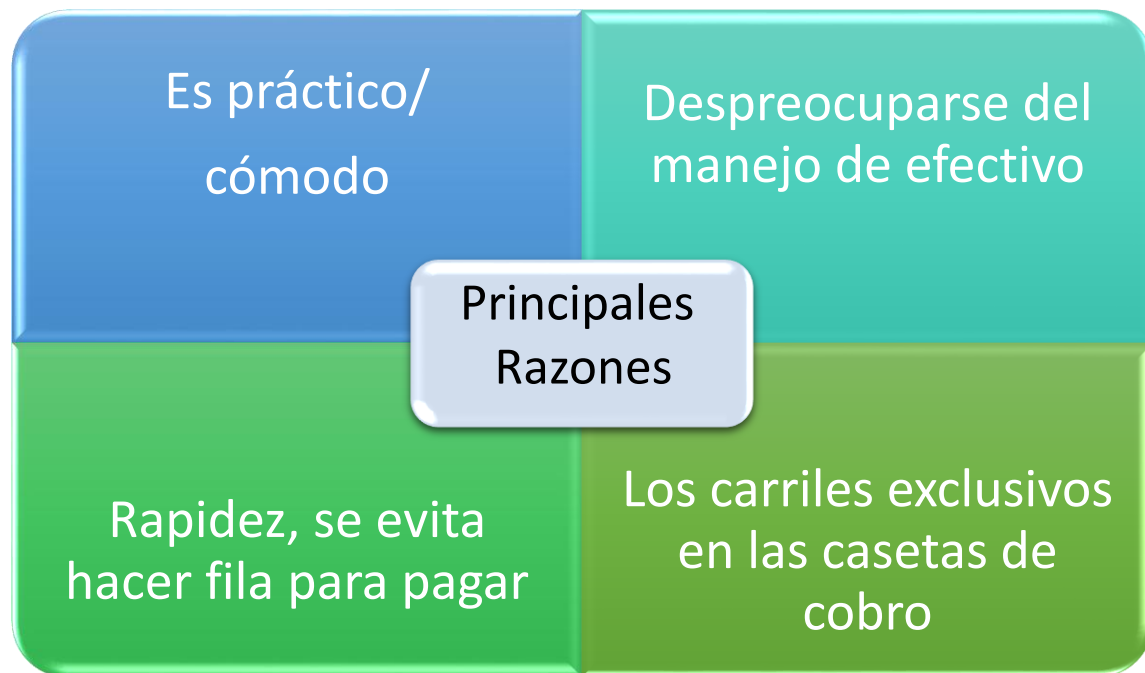 Es práctico/
cómodo
Despreocuparse del
manejo de efectivo
Principales
Razones
Rapidez, se evita
hacer fila para pagar
Los carriles exclusivos
en las casetas de
cobro